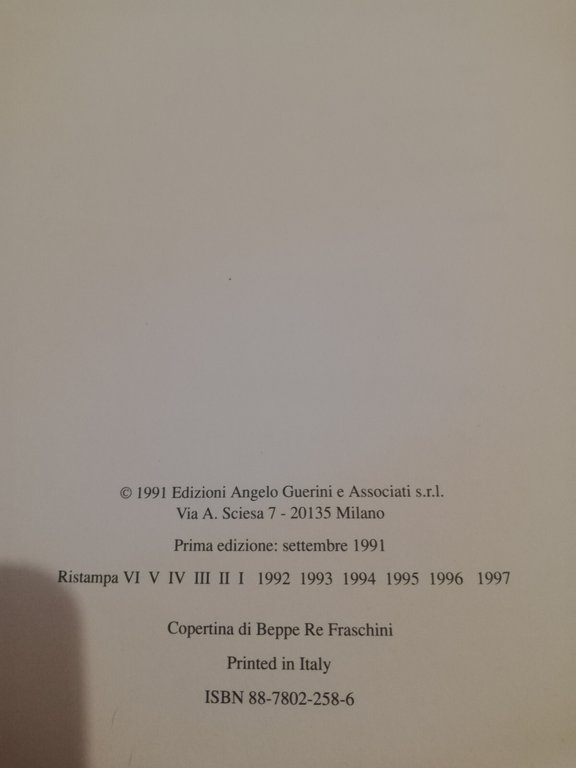 © 1991 Edizioni Angelo Guerini e Associati s.r.l.
Via A. Sciesa 7 - 20135 Milano
Prima edizione: settembre 1991
Ristampa VI V IV III II I 1992 1993 1994 1995 1996 1997
Copertina di Beppe Re Fraschini
Printed in Italy
ISBN 88-7802-258-6